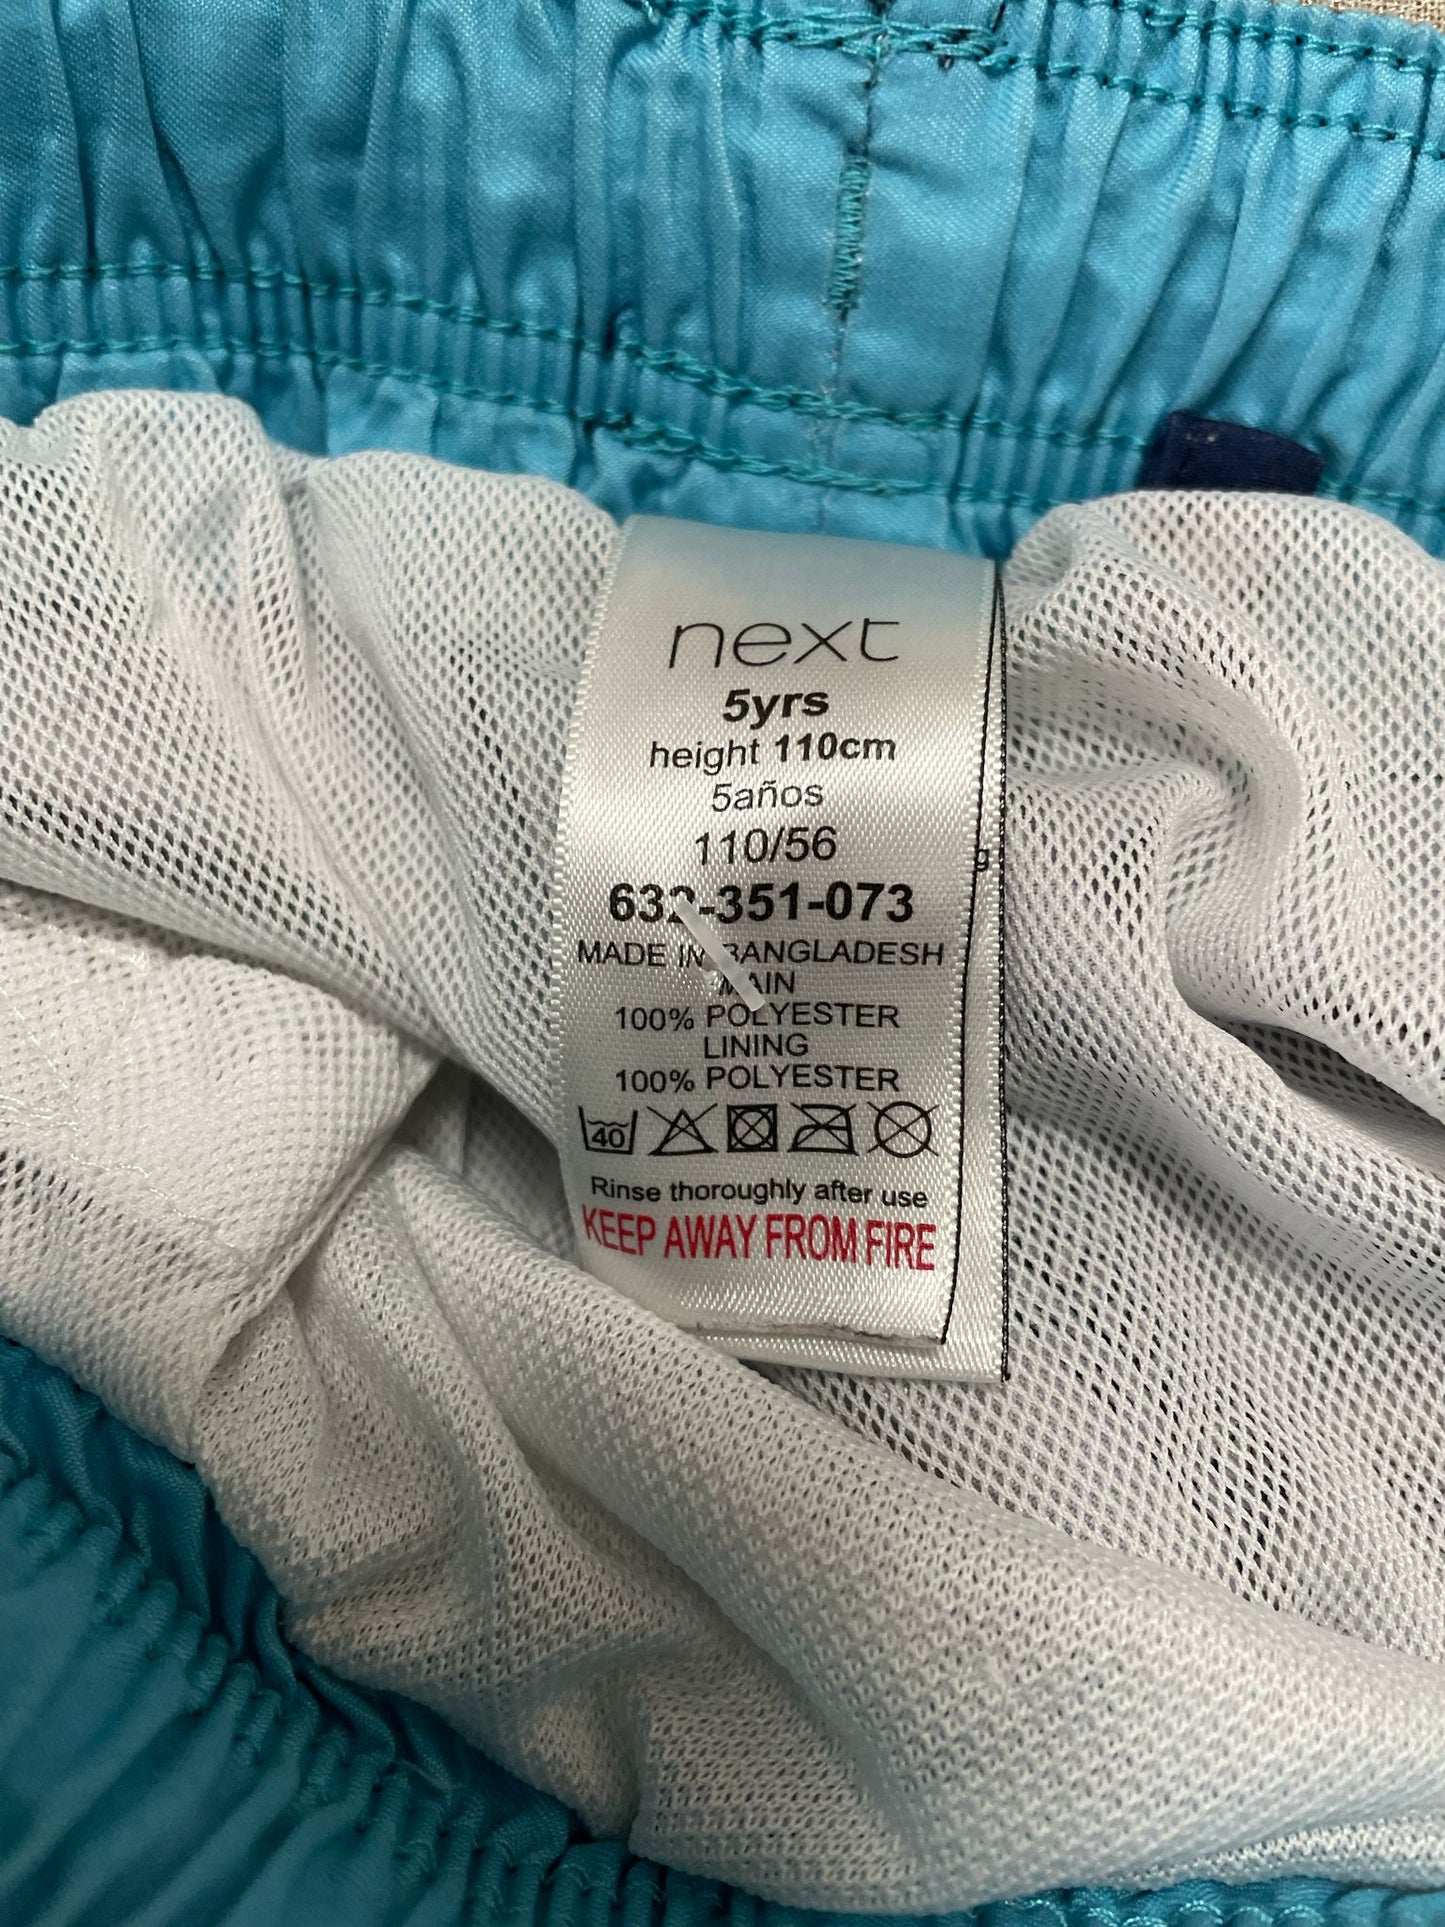 next
5yrs
height 110cm
5años
110/56
632-351-073
MADE IN BANGLADESH
MAIN
100% POLYESTER
LINING
100% POLYESTER
40
Rinse thoroughly after use
KEEP AWAY FROM FIRE
g